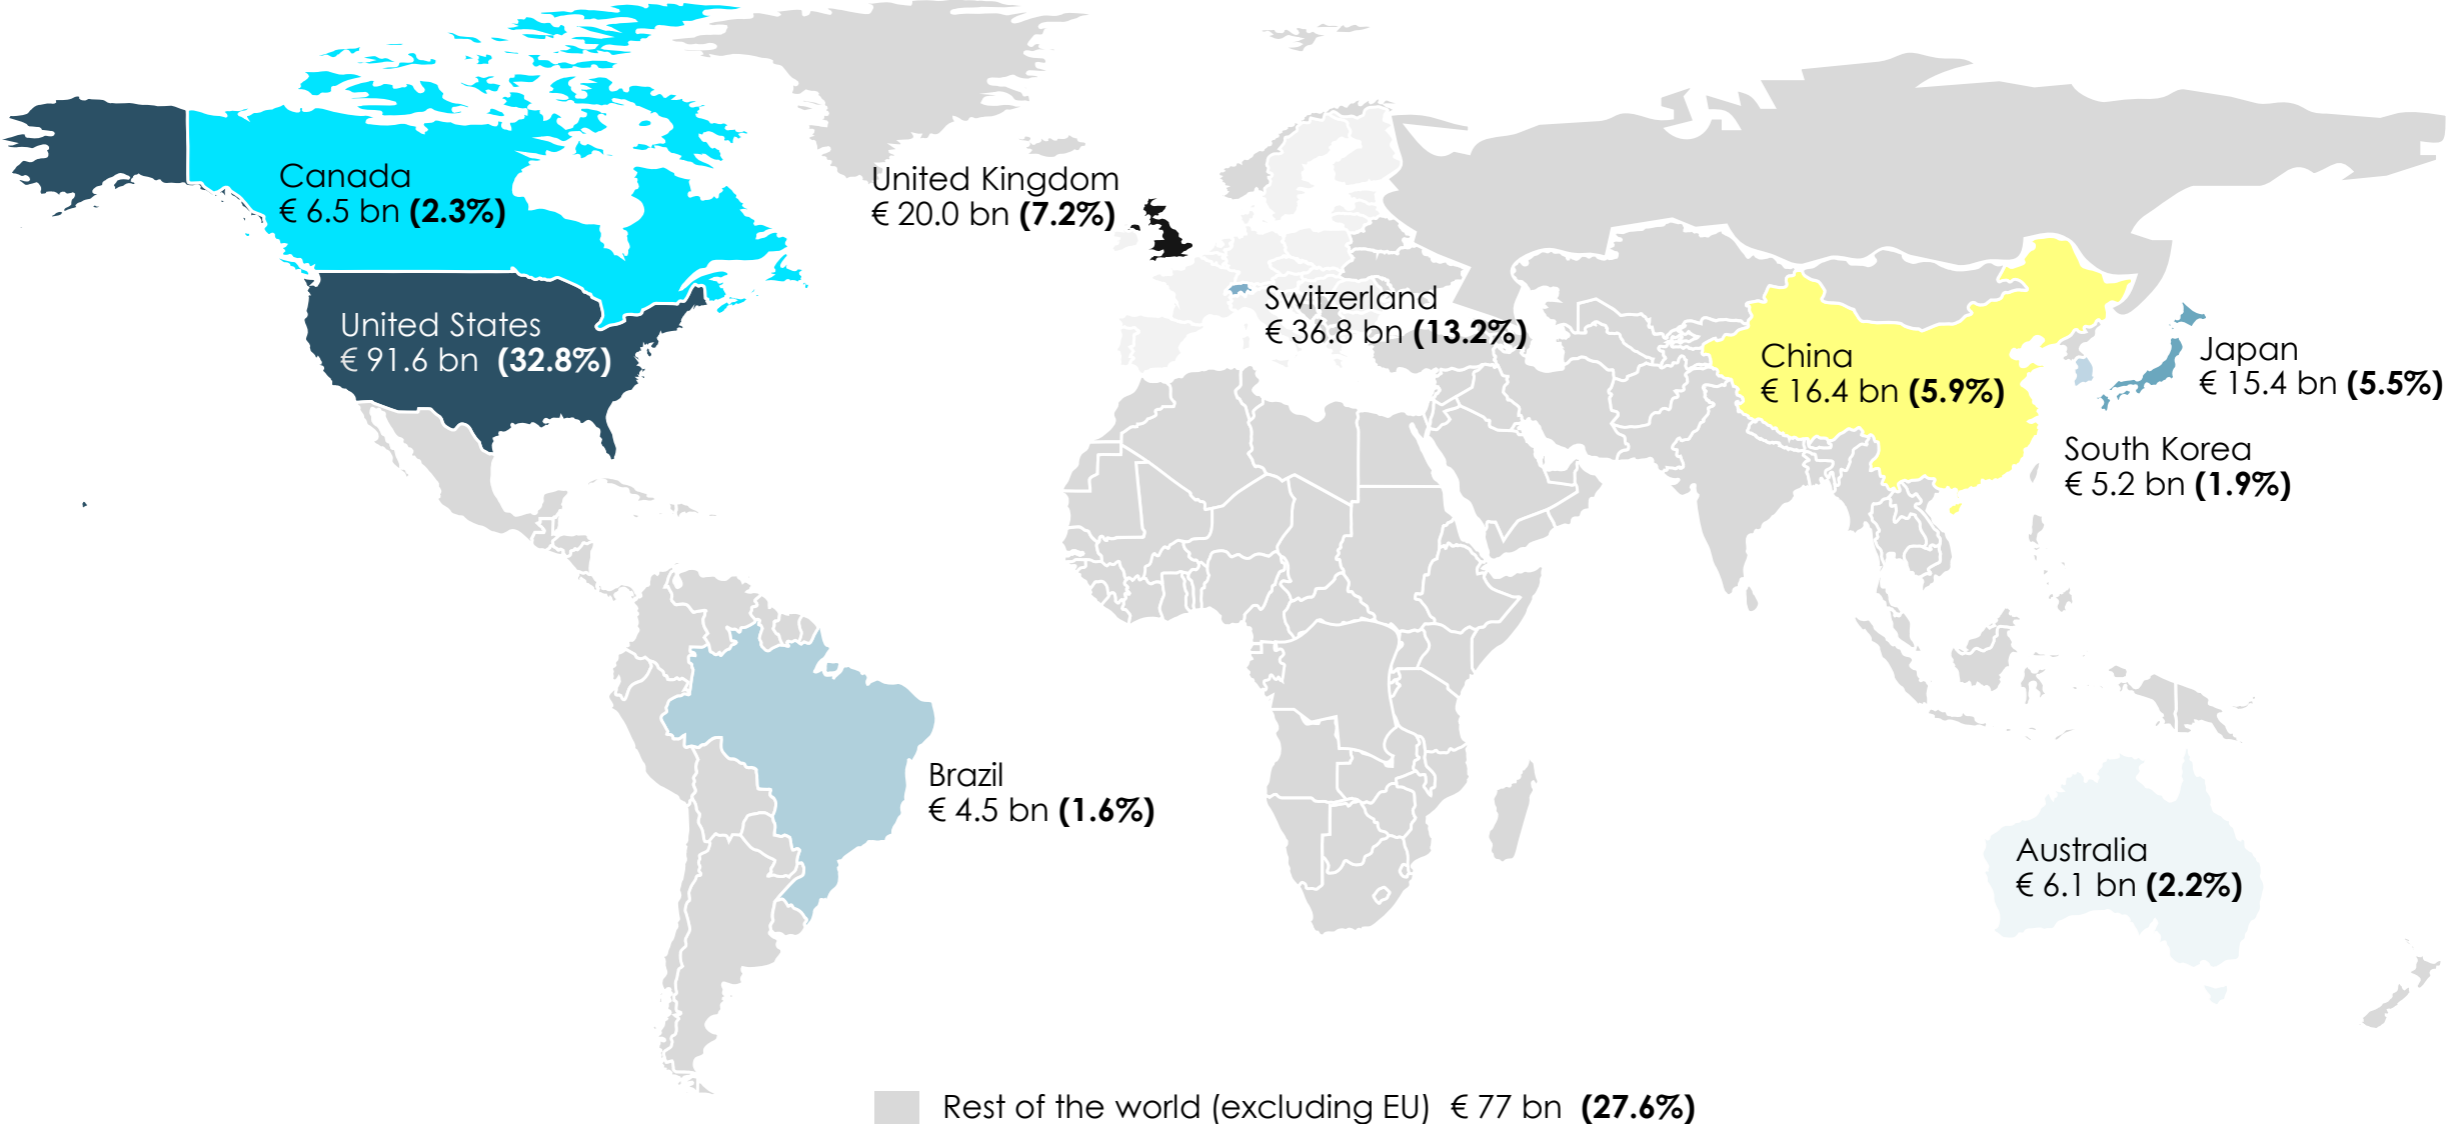 Canada
€ 6.5 bn (2.3%)
United Kingdom
€ 20.0 bn (7.2%)
United States
€ 91.6 bn (32.8%)
Switzerland
€ 36.8 bn (13.2%)
China
€ 16.4 bn (5.9%)
Japan
€ 15.4 bn (5.5%)
South Korea
€ 5.2 bn (1.9%)
Brazil
€ 4.5 bn (1.6%)
Australia
€ 6.1 bn (2.2%)
Rest of the world (excluding EU) € 77 bn (27.6%)